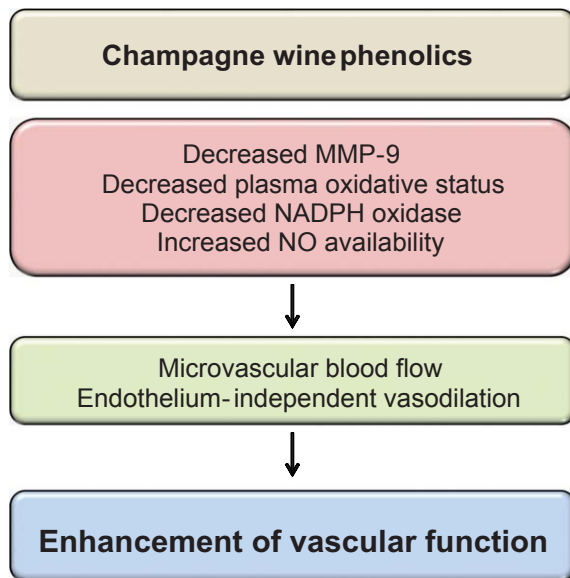 Champagne wine phenolics
Decreased MMP-9
Decreased plasma oxidative status
Decreased NADPH oxidase
Increased NO availability
Microvascular blood flow
Endothelium-independent vasodilation
Enhancement of vascular function